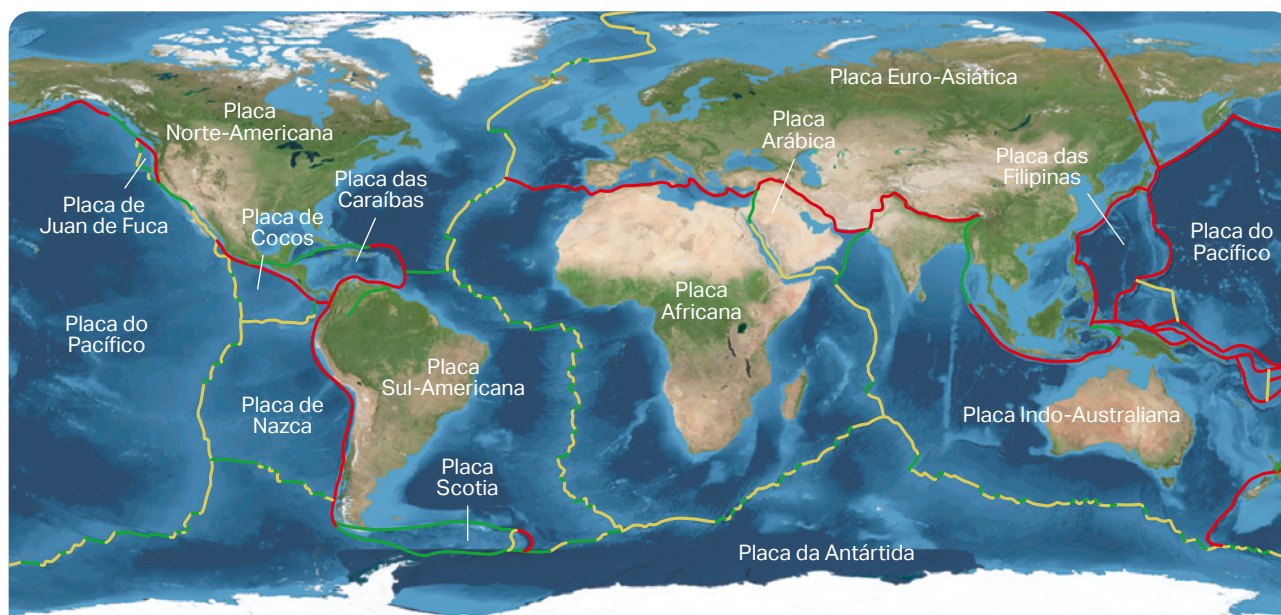 Placa Euro-Asiática
Placa
Norte-Americana
Placa
Arábica
Placa das
Filipinas
Placa das
Caraíbas
Placa de
Juan de Fuca
Placa de
Cocos
Placa do
Pacífico
Placa
Africana
Placa do
Pacífico
Placa
Sul-Americana
Placa de
Nazca
Placa Indo-Australiana
Placa
Scotia
Placa da Antártida